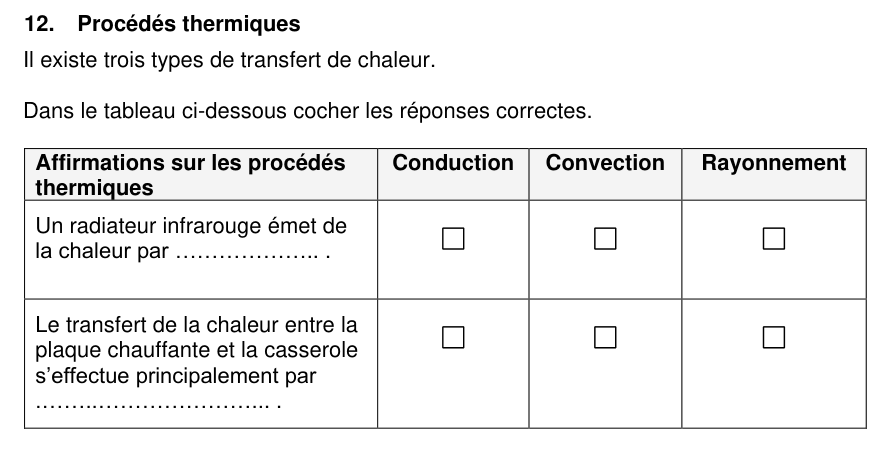 12. Procédés thermiques
Il existe trois types de transfert de chaleur.
Dans le tableau ci-dessous cocher les réponses correctes.
Affirmations sur les procédés thermiques Conduction Convection Rayonnement
Un radiateur infrarouge émet de
la chaleur par ……………….. .
Le transfert de la chaleur entre la
plaque chauffante et la casserole
s’effectue principalement par
……..………………….. .